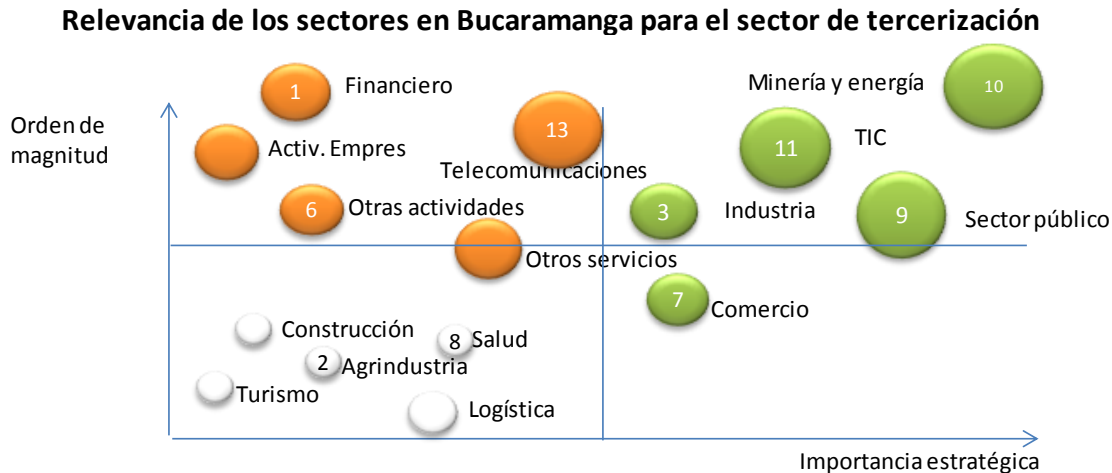 Relevancia de los sectores en Bucaramanga para el sector de tercerización
Orden de
magnitud
1
Financiero
Minería y energía
10
Activ. Empres
13
Telecomunicaciones
11
TIC
6
Otras actividades
3
Industria
9
Sector público
Otros servicios
7
Comercio
Construcción
8
Salud
2
Agrindustria
Turismo
Logística
Importancia estratégica